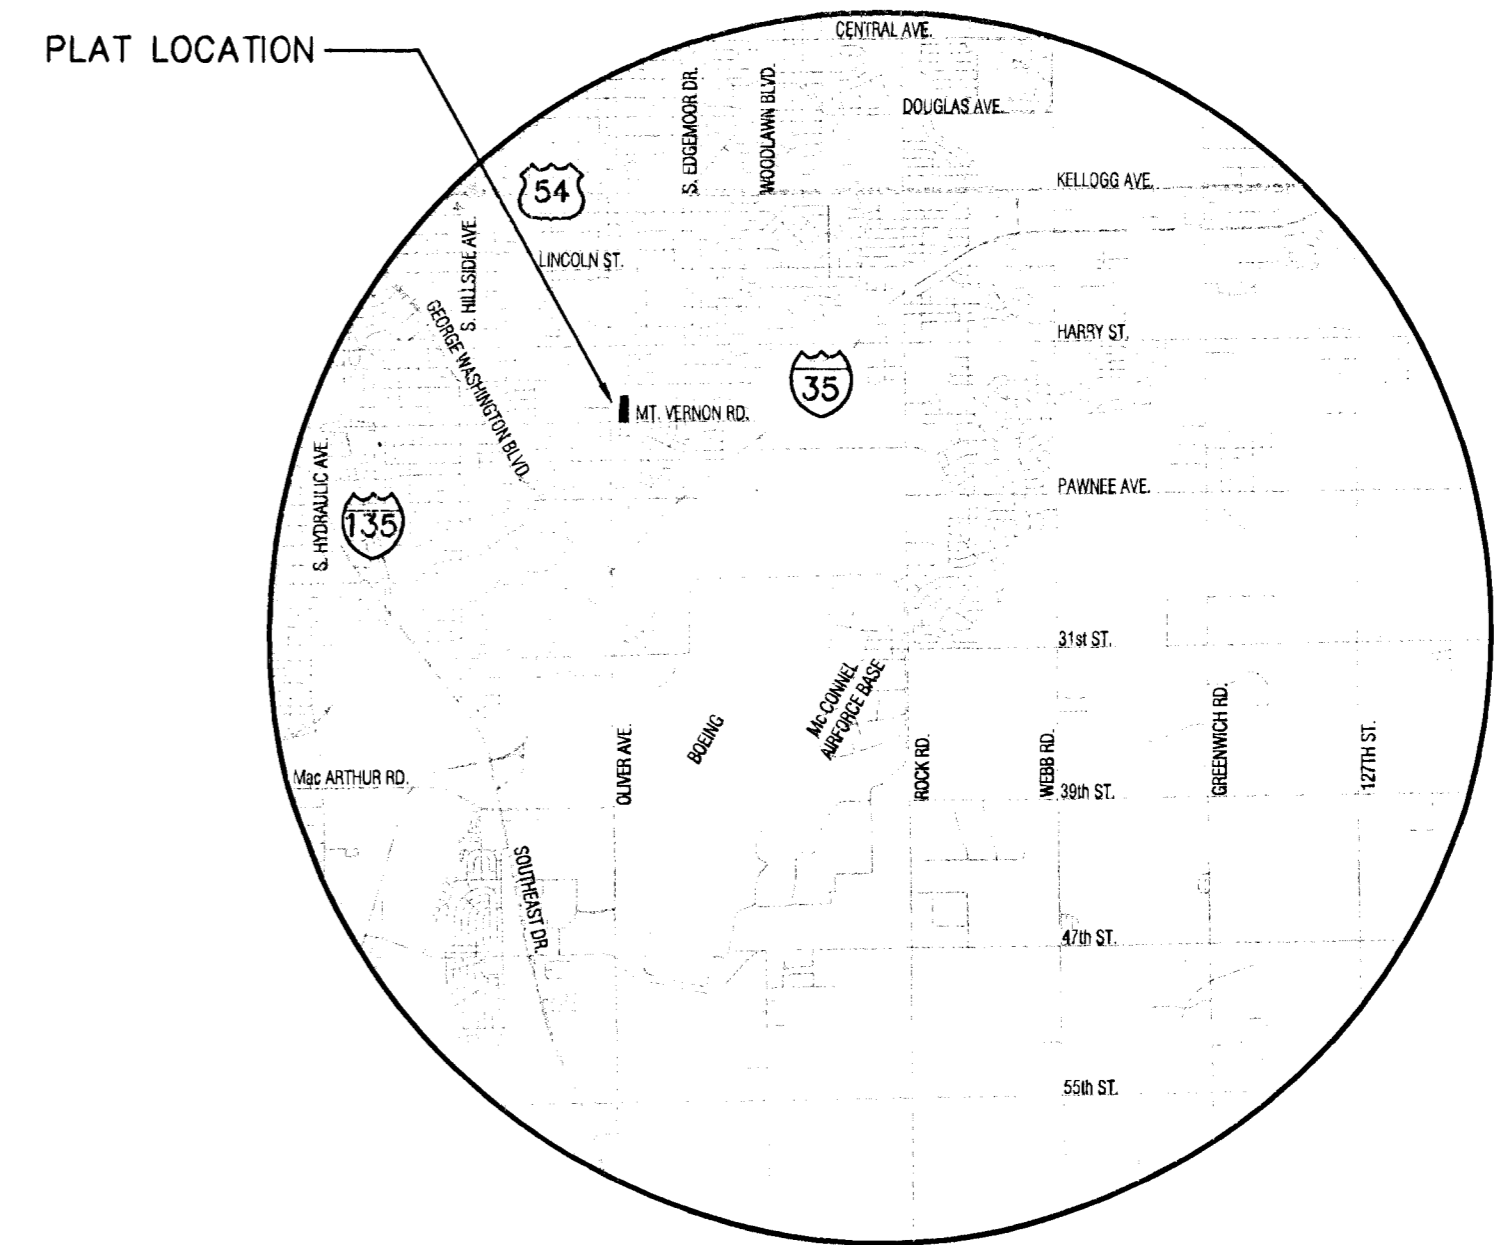 CENTRAL AVE.
PLAT LOCATION
S. EDGEMOOR DR.
WOODLAWN BLVD.
DOUGLAS AVE.
54
KELLOGG AVE.
S. HILLSIDE AVE.
LINCOLN ST.
GEORGE WASHINGTON BLVD.
HARRY ST.
35
MT. VERNON RD.
S. HYDRAULIC AVE.
135
PAWNEE AVE.
31st ST.
McCONNEL
AIRFORCE BASE
BOEING
OLIVER AVE.
ROCK RD.
WEBB RD.
GREENWICH RD.
127TH ST.
Mac ARTHUR RD.
39th ST.
SOUTHEAST DR.
47th ST.
55th ST.